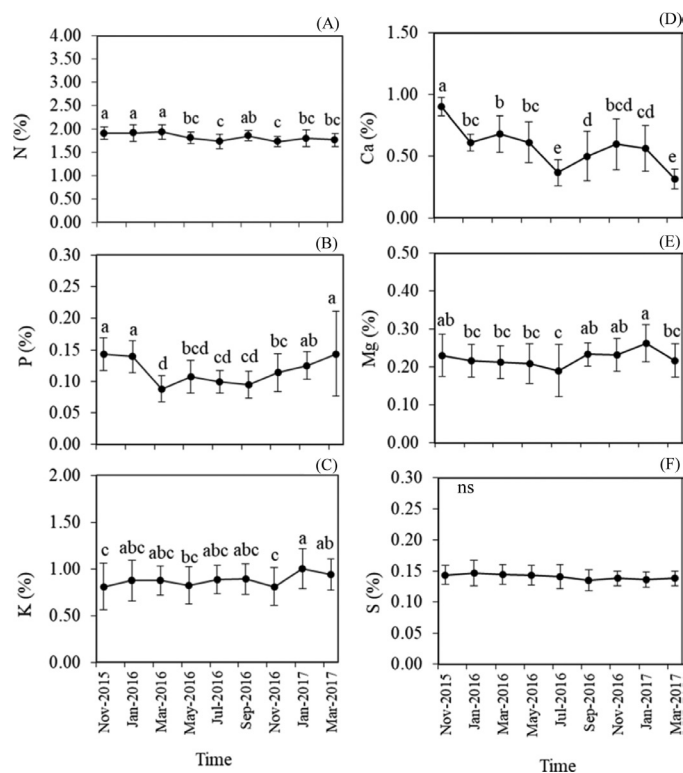 (A)
N (%)
4.00
3.50
3.00
2.50
2.00
1.50
1.00
0.50
0.00
a a a bc c ab c bc bc
(B)
P (%)
0.30
0.25
0.20
0.15
0.10
0.05
0.00
a a d bcd cd cd bc ab a
(C)
K (%)
2.00
1.50
1.00
0.50
0.00
c abc abc bc abc abc c a ab
Nov-2015
Jan-2016
Mar-2016
May-2016
Jul-2016
Sep-2016
Nov-2016
Jan-2017
Mar-2017
Time
(D)
Ca (%)
1.50
1.00
0.50
0.00
a bc b bc e d bcd cd e
(E)
Mg (%)
0.50
0.40
0.30
0.20
0.10
0.00
ab bc bc bc c ab ab a bc
(F)
S (%)
0.30
0.25
0.20
0.15
0.10
0.05
0.00
ns
Nov-2015
Jan-2016
Mar-2016
May-2016
Jul-2016
Sep-2016
Nov-2016
Jan-2017
Mar-2017
Time